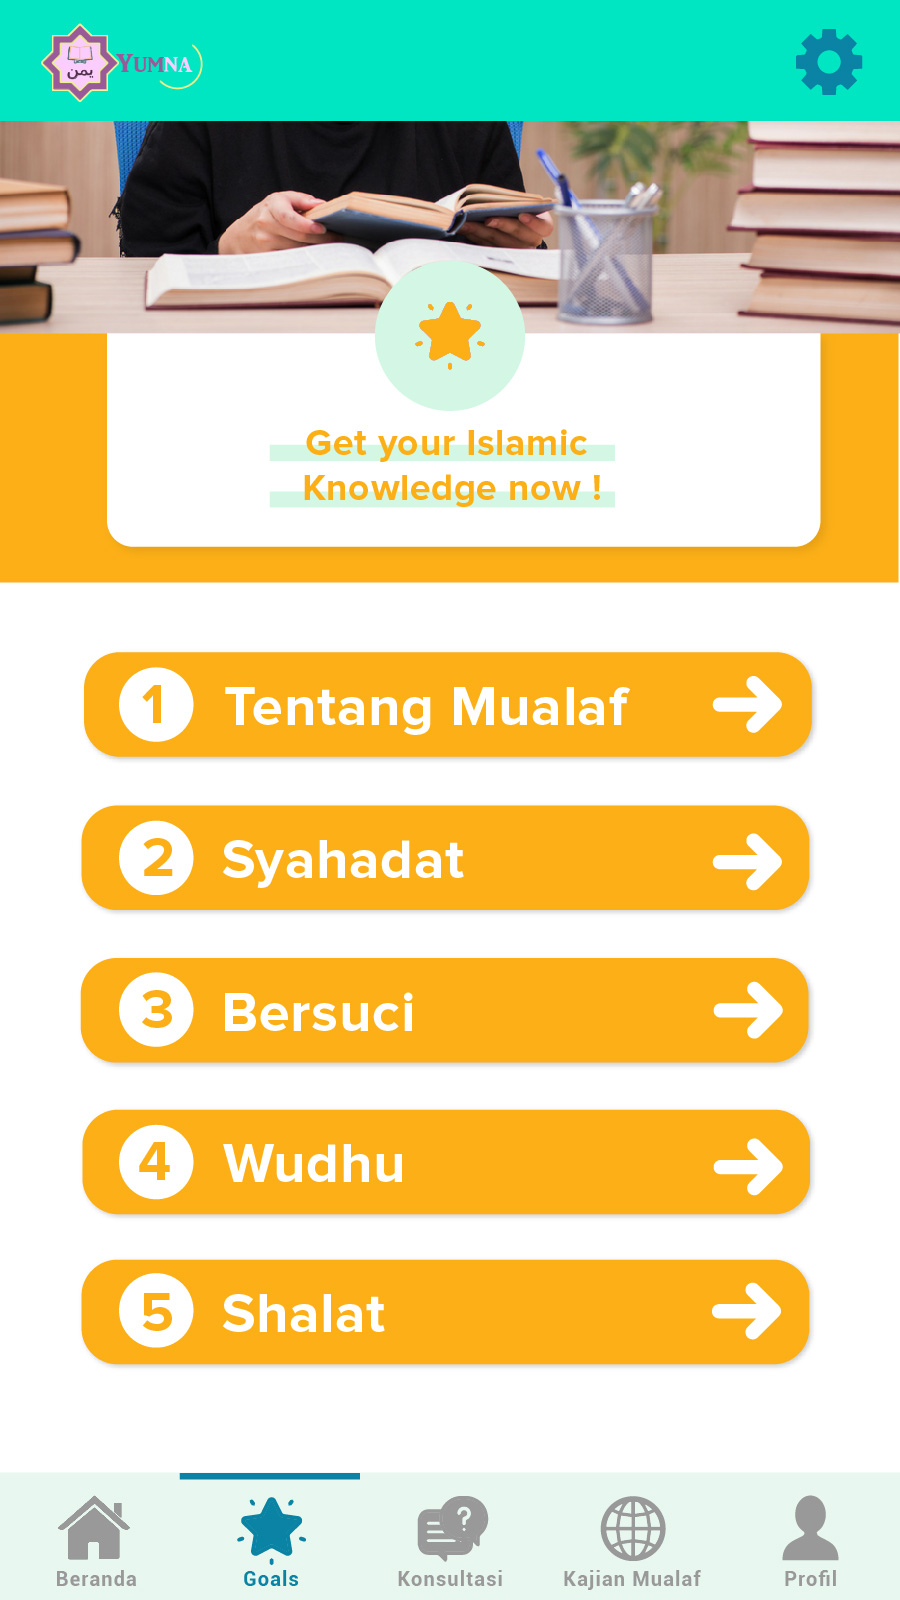 يمن
YUMNA
Get your Islamic
Knowledge now !
1 Tentang Mualaf
2 Syahadat
3 Bersuci
4 Wudhu
5 Shalat
Beranda Goals Konsultasi Kajian Mualaf Profil